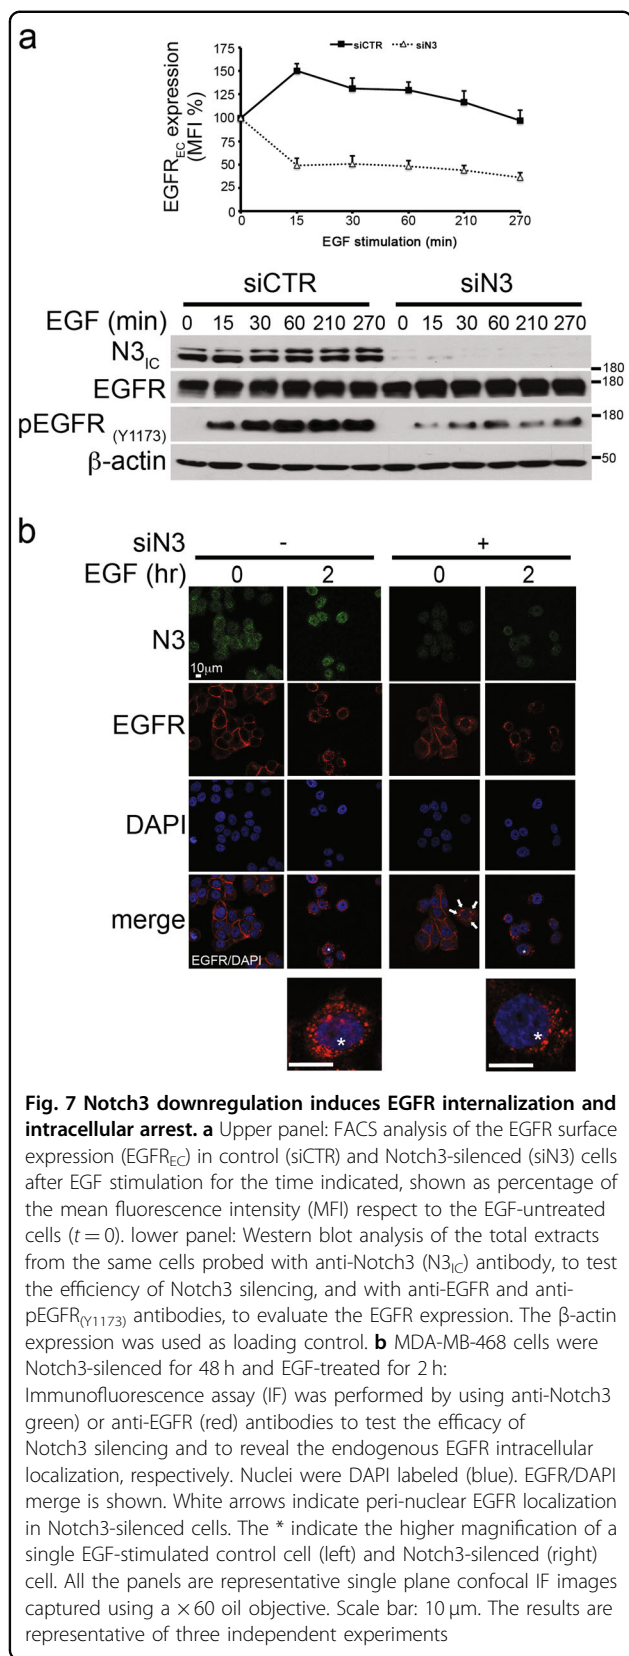 a
siCTR siN3
EGFR_EC expression
(MFI %)
175
150
125
100
75
50
25
0
0 15 30 60 210 270
EGF stimulation (min)
siCTR siN3
EGF (min) 0 15 30 60 210 270 0 15 30 60 210 270
N3_IC
180
EGFR 180
pEGFR (Y1173) 180
β-actin 50
b
siN3 - +
EGF (hr) 0 2 0 2
N3
10μm
EGFR
DAPI
merge
*
*
EGFR/DAPI
* *
Fig. 7 Notch3 downregulation induces EGFR internalization and
intracellular arrest. a Upper panel: FACS analysis of the EGFR surface
expression (EGFR_EC) in control (siCTR) and Notch3-silenced (siN3) cells
after EGF stimulation for the time indicated, shown as percentage of
the mean fluorescence intensity (MFI) respect to the EGF-untreated
cells (t = 0). lower panel: Western blot analysis of the total extracts
from the same cells probed with anti-Notch3 (N3_IC) antibody, to test
the efficiency of Notch3 silencing, and with anti-EGFR and anti-
pEGFR_(Y1173) antibodies, to evaluate the EGFR expression. The β-actin
expression was used as loading control. b MDA-MB-468 cells were
Notch3-silenced for 48 h and EGF-treated for 2 h:
Immunofluorescence assay (IF) was performed by using anti-Notch3
green) or anti-EGFR (red) antibodies to test the efficacy of
Notch3 silencing and to reveal the endogenous EGFR intracellular
localization, respectively. Nuclei were DAPI labeled (blue). EGFR/DAPI
merge is shown. White arrows indicate peri-nuclear EGFR localization
in Notch3-silenced cells. The * indicate the higher magnification of a
single EGF-stimulated control cell (left) and Notch3-silenced (right)
cell. All the panels are representative single plane confocal IF images
captured using a ×60 oil objective. Scale bar: 10 μm. The results are
representative of three independent experiments